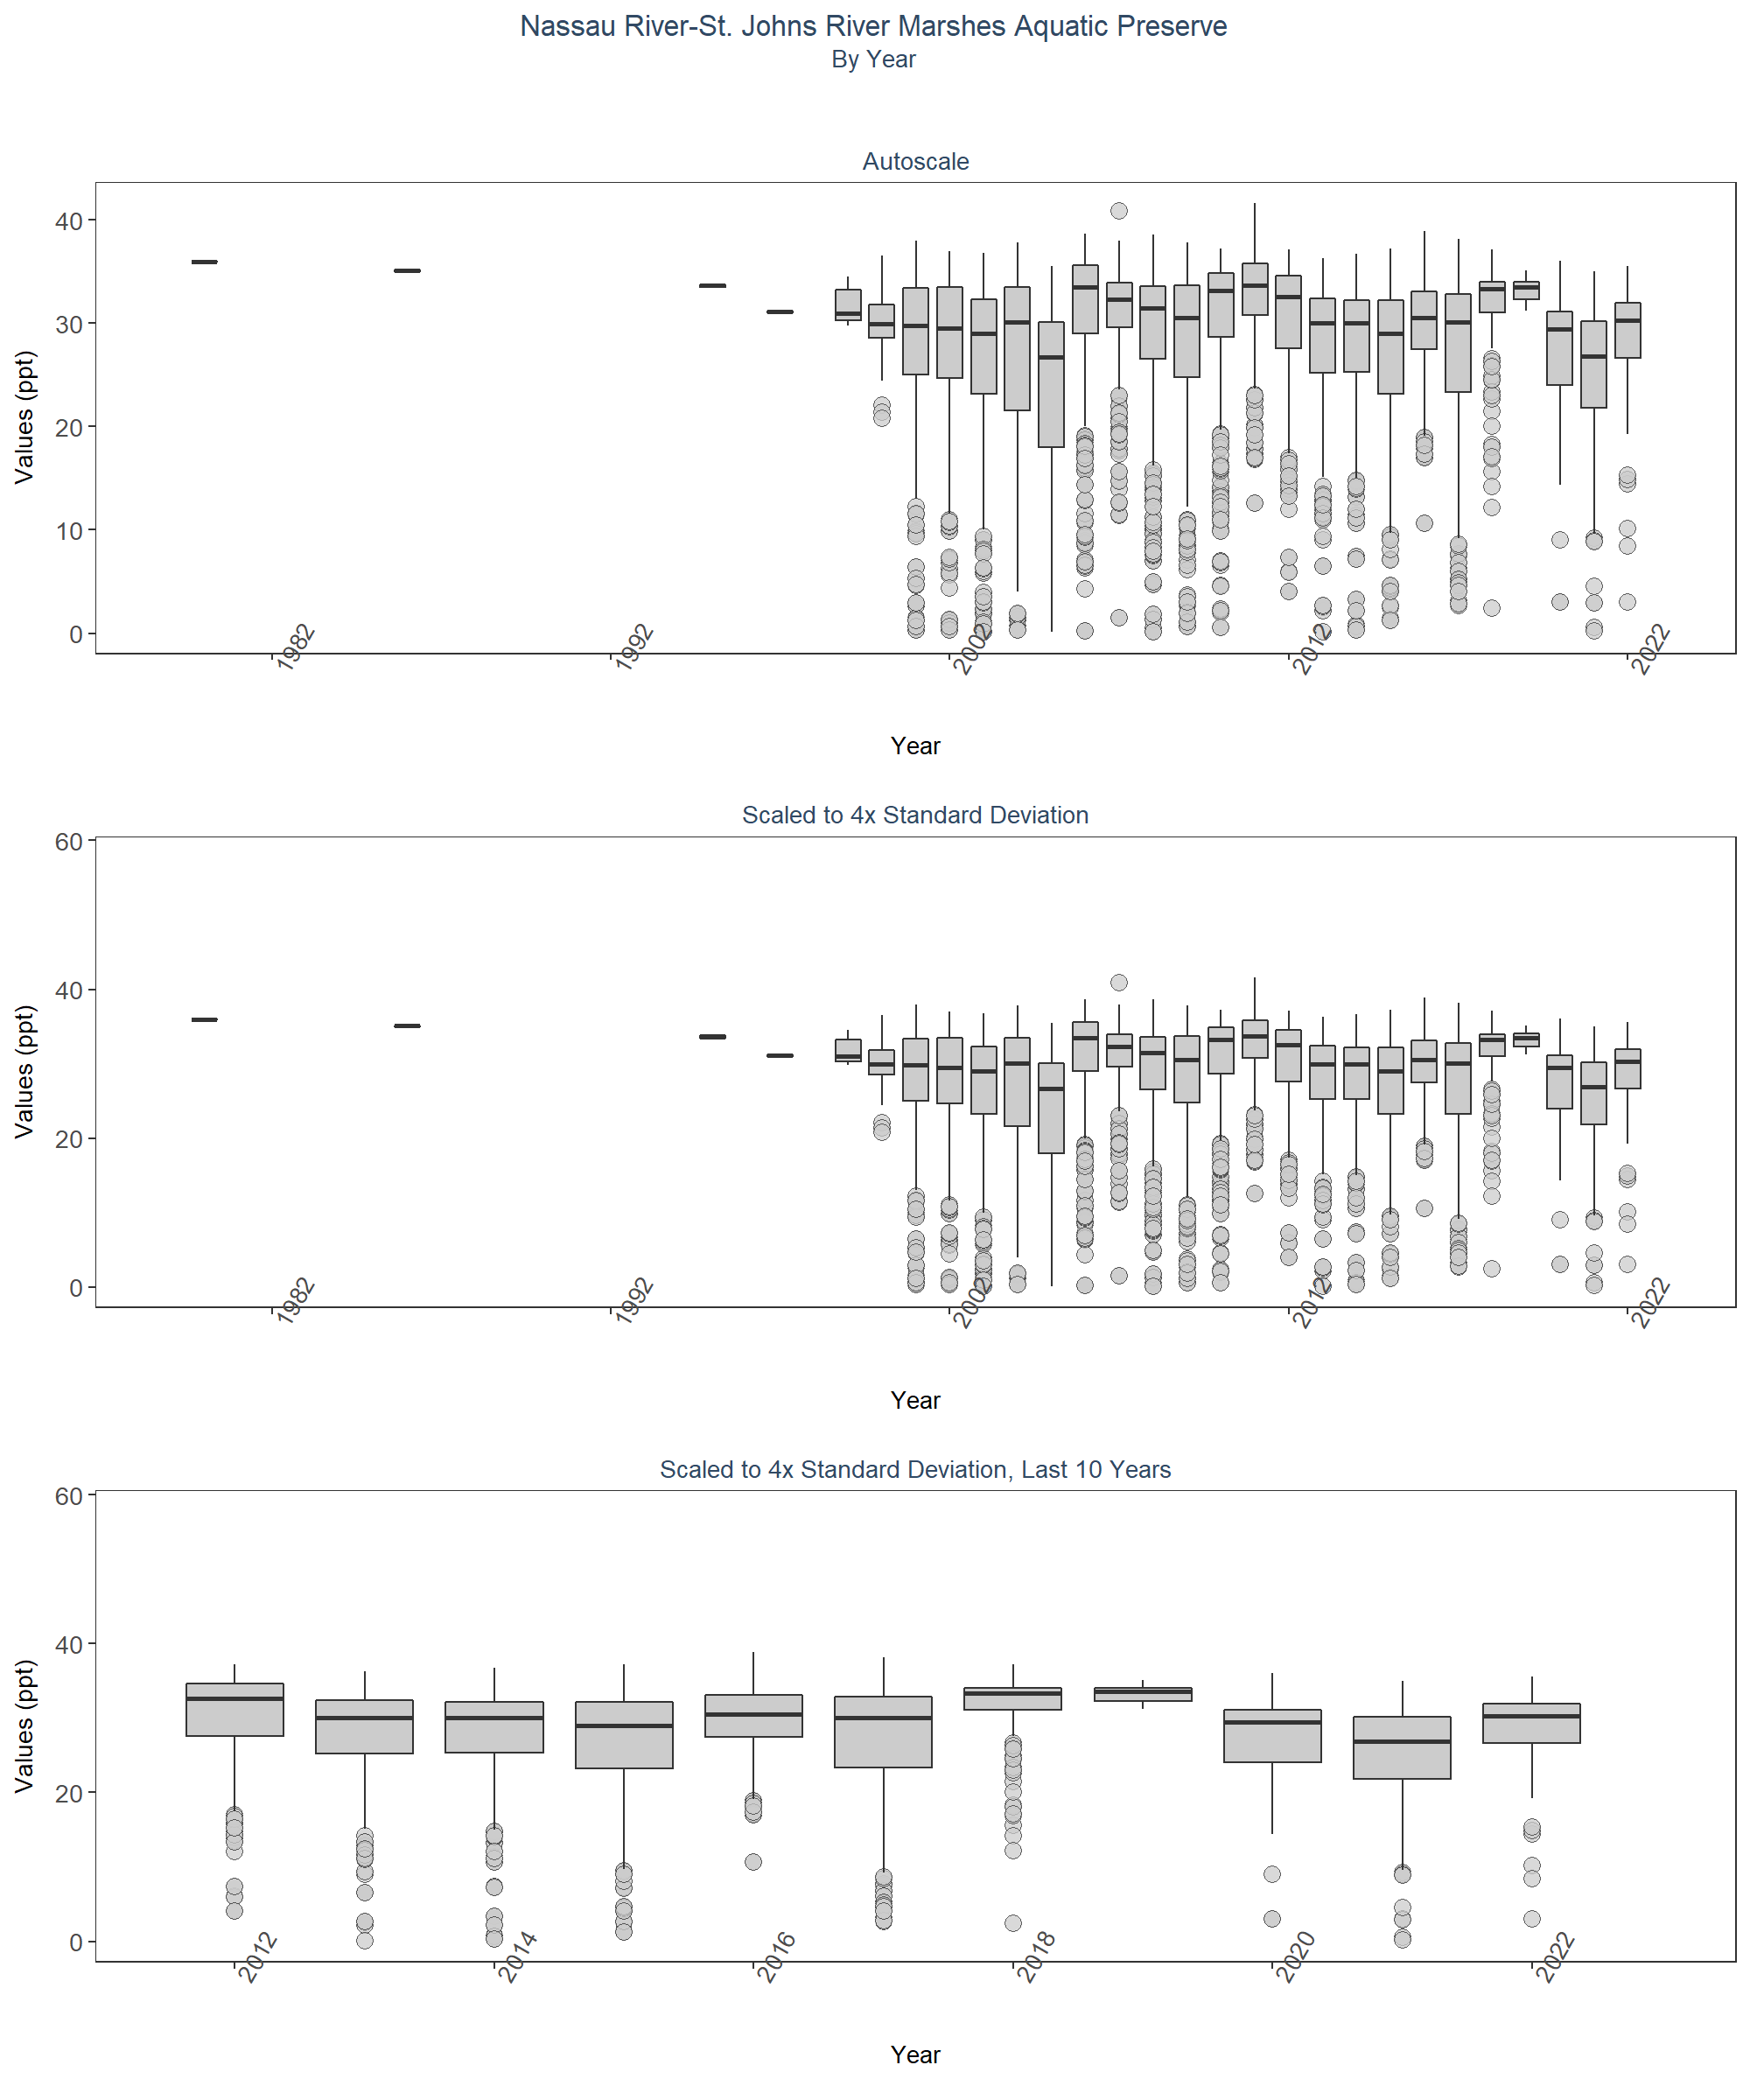 Nassau River-St. Johns River Marshes Aquatic Preserve
By Year
Autoscale
Values (ppt)
40
30
20
10
0
1982
1992
2002
2012
2022
Year
Scaled to 4x Standard Deviation
Values (ppt)
60
40
20
0
1982
1992
2002
2012
2022
Year
Scaled to 4x Standard Deviation, Last 10 Years
Values (ppt)
60
40
20
0
2012
2014
2016
2018
2020
2022
Year